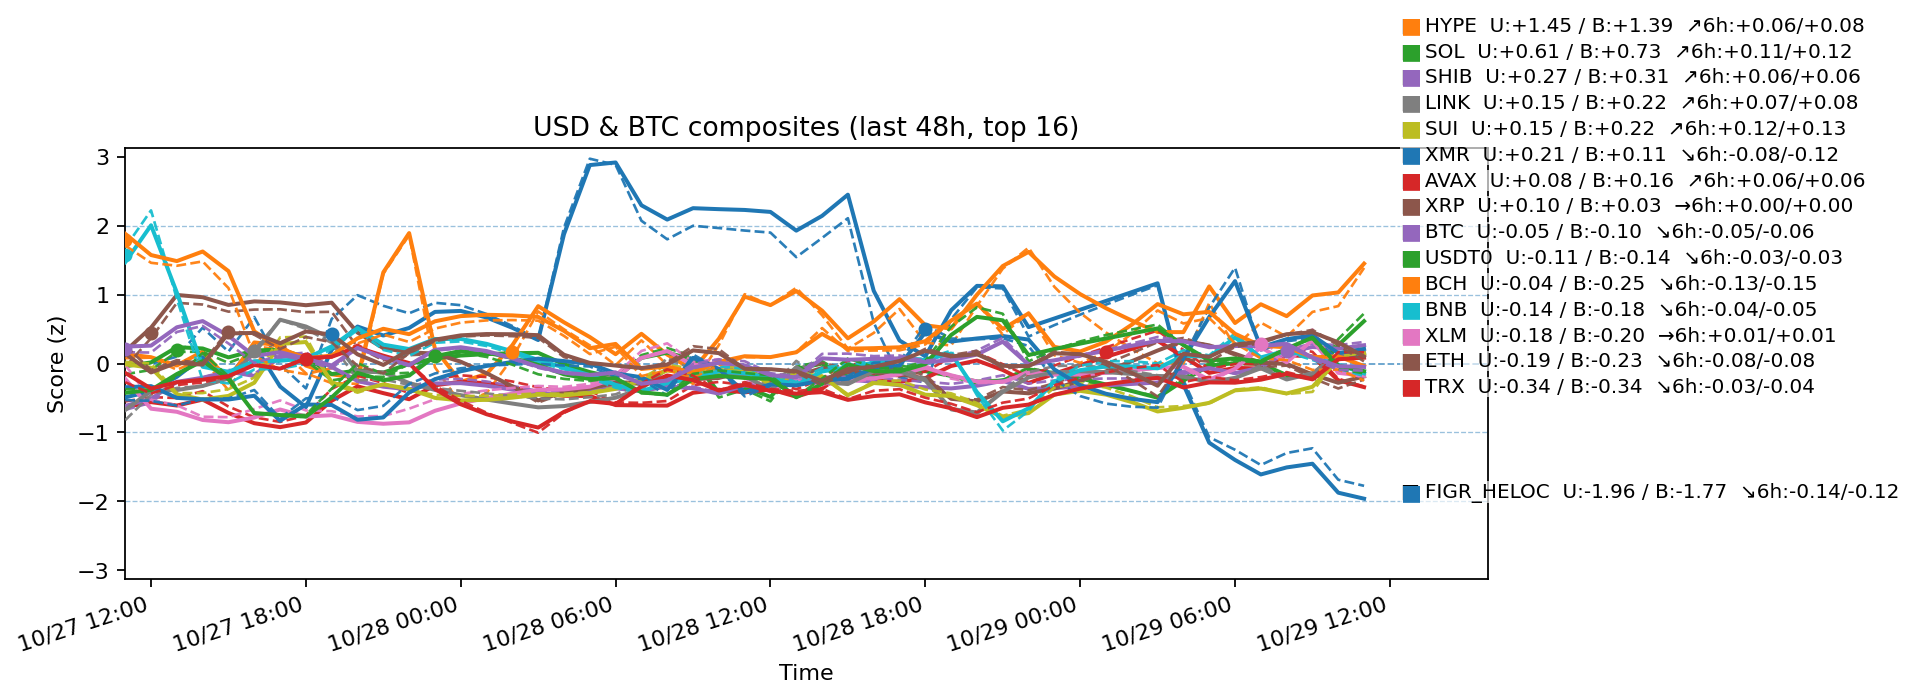 HYPE U:+1.45 / B:+1.39 ↗6h:+0.06/+0.08
SOL U:+0.61 / B:+0.73 ↗6h:+0.11/+0.12
SHIB U:+0.27 / B:+0.31 ↗6h:+0.06/+0.06
LINK U:+0.15 / B:+0.22 ↗6h:+0.07/+0.08
SUI U:+0.15 / B:+0.22 ↗6h:+0.12/+0.13
XMR U:+0.21 / B:+0.11 ↘6h:-0.08/-0.12
AVAX U:+0.08 / B:+0.16 ↗6h:+0.06/+0.06
XRP U:+0.10 / B:+0.03 →6h:+0.00/+0.00
BTC U:-0.05 / B:-0.10 ↘6h:-0.05/-0.06
USDT0 U:-0.11 / B:-0.14 ↘6h:-0.03/-0.03
BCH U:-0.04 / B:-0.25 ↘6h:-0.13/-0.15
BNB U:-0.14 / B:-0.18 ↘6h:-0.04/-0.05
XLM U:-0.18 / B:-0.20 →6h:+0.01/+0.01
ETH U:-0.19 / B:-0.23 ↘6h:-0.08/-0.08
TRX U:-0.34 / B:-0.34 ↘6h:-0.03/-0.04
FIGR_HELOC U:-1.96 / B:-1.77 ↘6h:-0.14/-0.12
USD & BTC composites (last 48h, top 16)
Score (z)
3
2
1
0
−1
−2
−3
10/27 12:00
10/27 18:00
10/28 00:00
10/28 06:00
10/28 12:00
10/28 18:00
10/29 00:00
10/29 06:00
10/29 12:00
Time